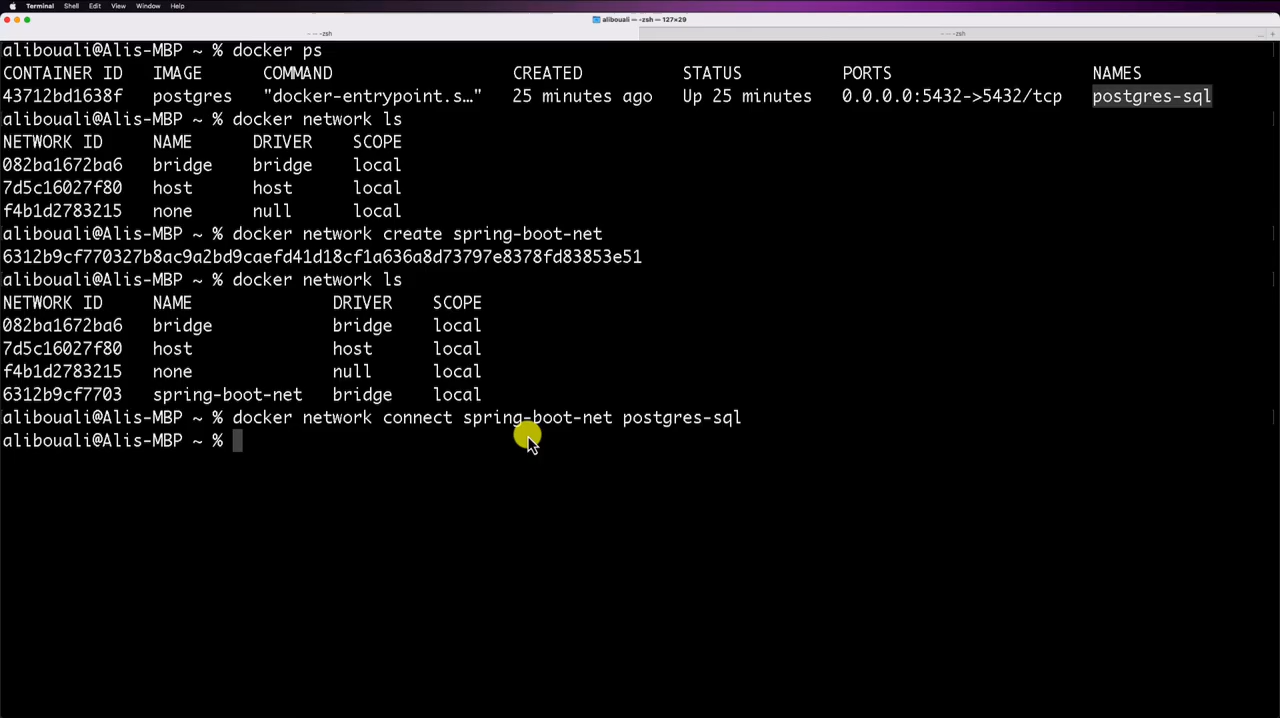 Terminal Shell Edit View Window Help
alibouali — -zsh — 127×29
-- -- -zsh
-- -- -zsh
alibouali@Alis-MBP ~ % docker ps
CONTAINER ID   IMAGE      COMMAND                  CREATED          STATUS          PORTS                    NAMES
43712bd1638f   postgres   "docker-entrypoint.s…"   25 minutes ago   Up 25 minutes   0.0.0.0:5432->5432/tcp   postgres-sql
alibouali@Alis-MBP ~ % docker network ls
NETWORK ID     NAME      DRIVER    SCOPE
082ba1672ba6   bridge    bridge    local
7d5c16027f80   host      host      local
f4b1d2783215   none      null      local
alibouali@Alis-MBP ~ % docker network create spring-boot-net
6312b9cf770327b8ac9a2bd9caefd41d18cf1a636a8d73797e8378fd83853e51
alibouali@Alis-MBP ~ % docker network ls
NETWORK ID     NAME              DRIVER    SCOPE
082ba1672ba6   bridge            bridge    local
7d5c16027f80   host              host      local
f4b1d2783215   none              null      local
6312b9cf7703   spring-boot-net   bridge    local
alibouali@Alis-MBP ~ % docker network connect spring-boot-net postgres-sql
alibouali@Alis-MBP ~ %